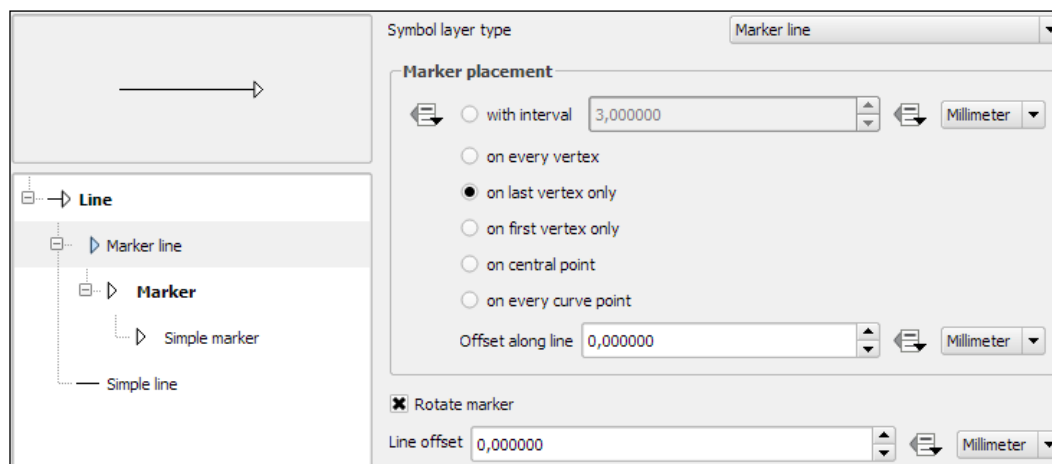 Symbol layer type
Marker line
Marker placement
with interval 3,000000 Millimeter
on every vertex
on last vertex only
on first vertex only
on central point
on every curve point
Offset along line 0,000000 Millimeter
Rotate marker
Line offset 0,000000 Millimeter
Line
Marker line
Marker
Simple marker
Simple line